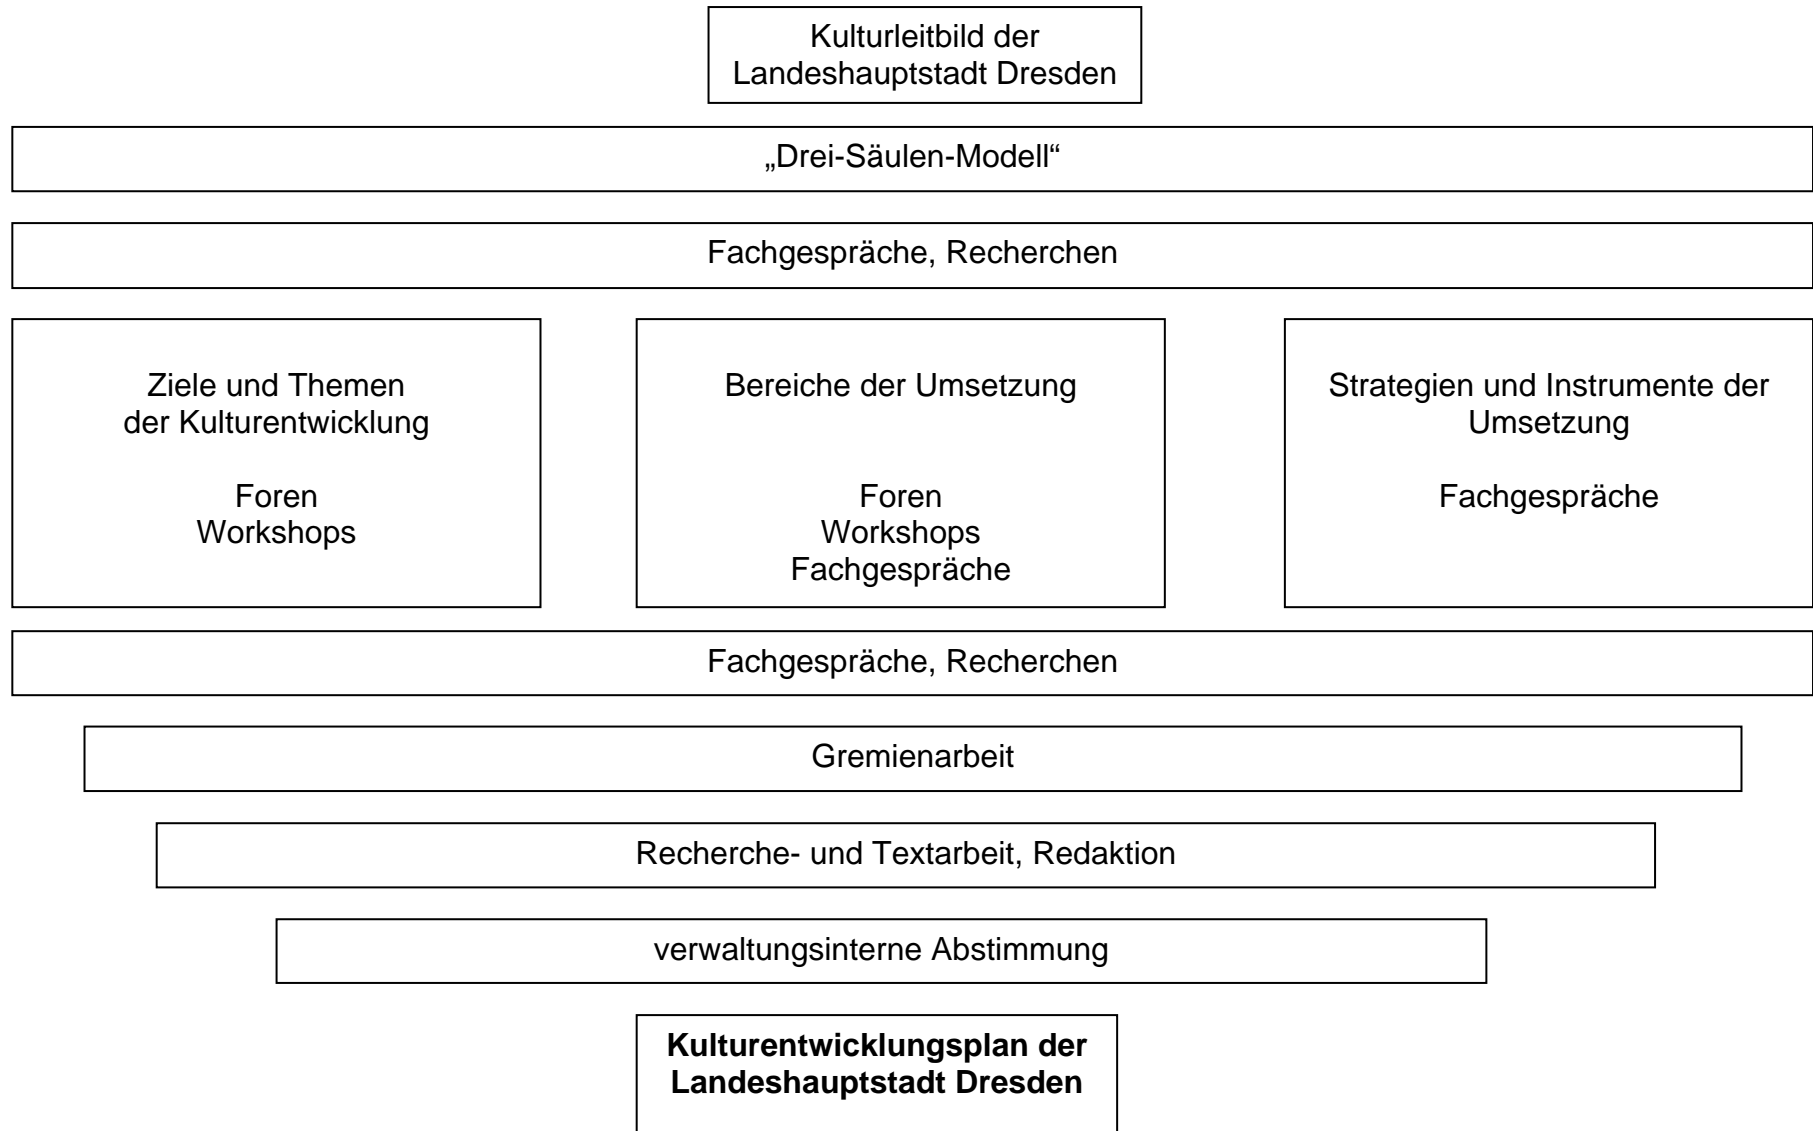 Kulturleitbild der
Landeshauptstadt Dresden
„Drei-Säulen-Modell“
Fachgespräche, Recherchen
Ziele und Themen
der Kulturentwicklung
Foren
Workshops
Bereiche der Umsetzung
Foren
Workshops
Fachgespräche
Strategien und Instrumente der
Umsetzung
Fachgespräche
Fachgespräche, Recherchen
Gremienarbeit
Recherche- und Textarbeit, Redaktion
verwaltungsinterne Abstimmung
Kulturentwicklungsplan der
Landeshauptstadt Dresden